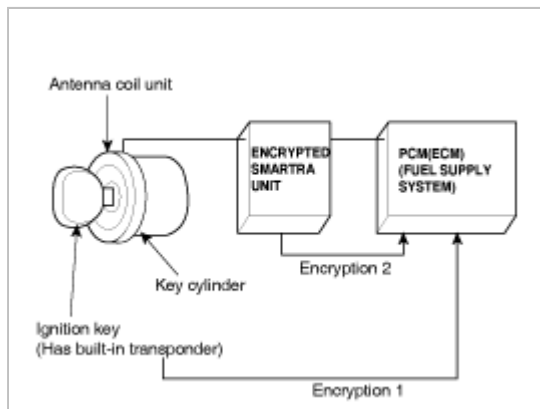 Antenna coil unit
ENCRYPTED
SMARTRA
UNIT
PCM(ECM)
(FUEL SUPPLY
SYSTEM)
Encryption 2
Key cylinder
Ignition key
(Has built-in transponder)
Encryption 1